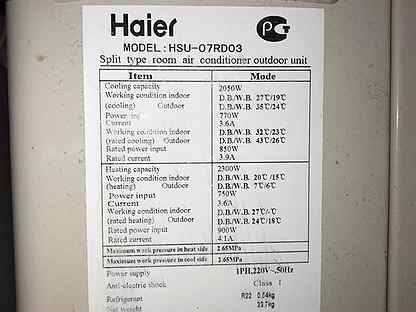 Haier
PCT
MODEL: HSU-07RD03
Split type room air conditioner outdoor unit
Item Mode
Cooling capacity 2050W
Working condition indoor D.B./W.B. 27℃/19℃
(cooling) Outdoor D.B./W.B. 35℃/24℃
Power input 770W
Current 3.6A
Working condition indoor D.B./W.B. 32℃/23℃
(rated cooling) Outdoor D.B./W.B. 43℃/26℃
Rated power input 850W
Rated current 3.9A
Heating capacity 2300W
Working condition indoor D.B./W.B. 20℃/15℃
(heating) Outdoor D.B./W.B. 7℃/6℃
Power input 750W
Current 3.6A
Working condition indoor D.B./W.B. 27℃/-℃
(rated heating) Outdoor D.B./W.B. 24℃/18℃
Rated power input 900W
Rated current 4.1A
Maximum work pressure in heat side 2.65MPa
Maximum work pressure in cool side 2.65MPa
Power supply 1PH,220V~,50Hz
Anti-electric shock Class I
Refrigerant R22 0.54kg
Net weight 23.7kg